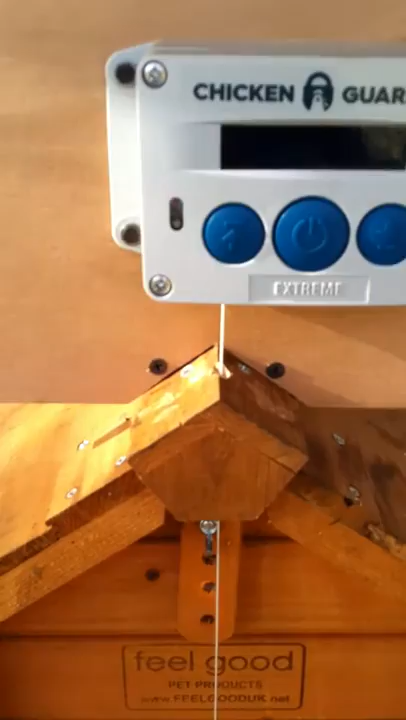 CHICKEN GUAR
EXTREME
feel good
PET PRODUCTS
www.FEELGOODUK.net